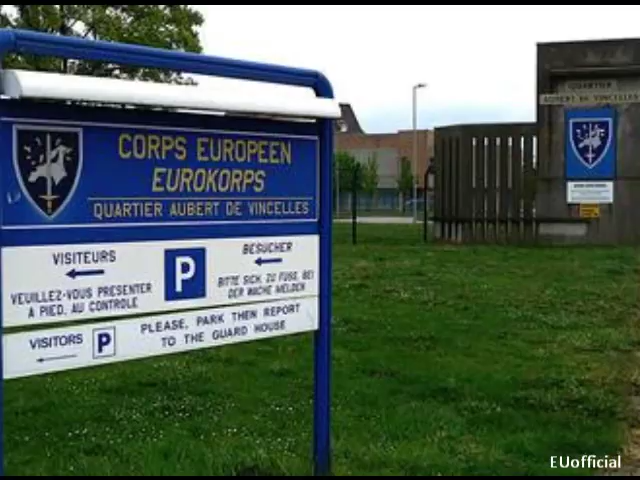 CORPS EUROPEEN
EUROKORPS
QUARTIER AUBERT DE VINCELLES
VISITEURS
VEUILLEZ-VOUS PRESENTER
A PIED, AU CONTROLE
P
BESUCHER
BITTE SICH, ZU FUSS, BEI
DER WACHE MELDEN
VISITORS
P
PLEASE, PARK THEN REPORT
TO THE GUARD HOUSE
QUARTIER
AUBERT DE VINCELLES
EUofficial